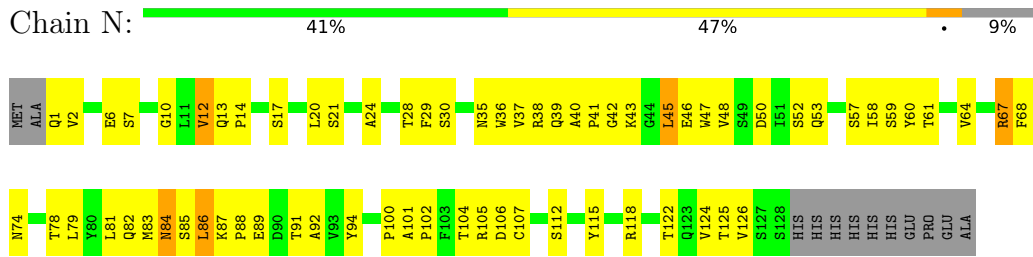 Chain N:
41% 47% • 9%
MET ALA Q1 V2 E6 S7 G10 L11 V12 Q13 P14 S17 L20 S21 A24 T28 F29 S30 N35 W36 V37 R38 Q39 A40 P41 G42 K43 G44 L45 E46 W47 V48 S49 D50 I51 S52 Q53 S57 I58 S59 Y60 T61 V64 R67 F68
N74 T78 L79 Y80 L81 Q82 M83 N84 S85 L86 K87 P88 E89 D90 T91 A92 V93 Y94 P100 A101 P102 F103 T104 R105 D106 C107 S112 Y115 R118 T122 Q123 V124 T125 V126 S127 S128 HIS HIS HIS HIS HIS HIS GLU PRO GLU ALA